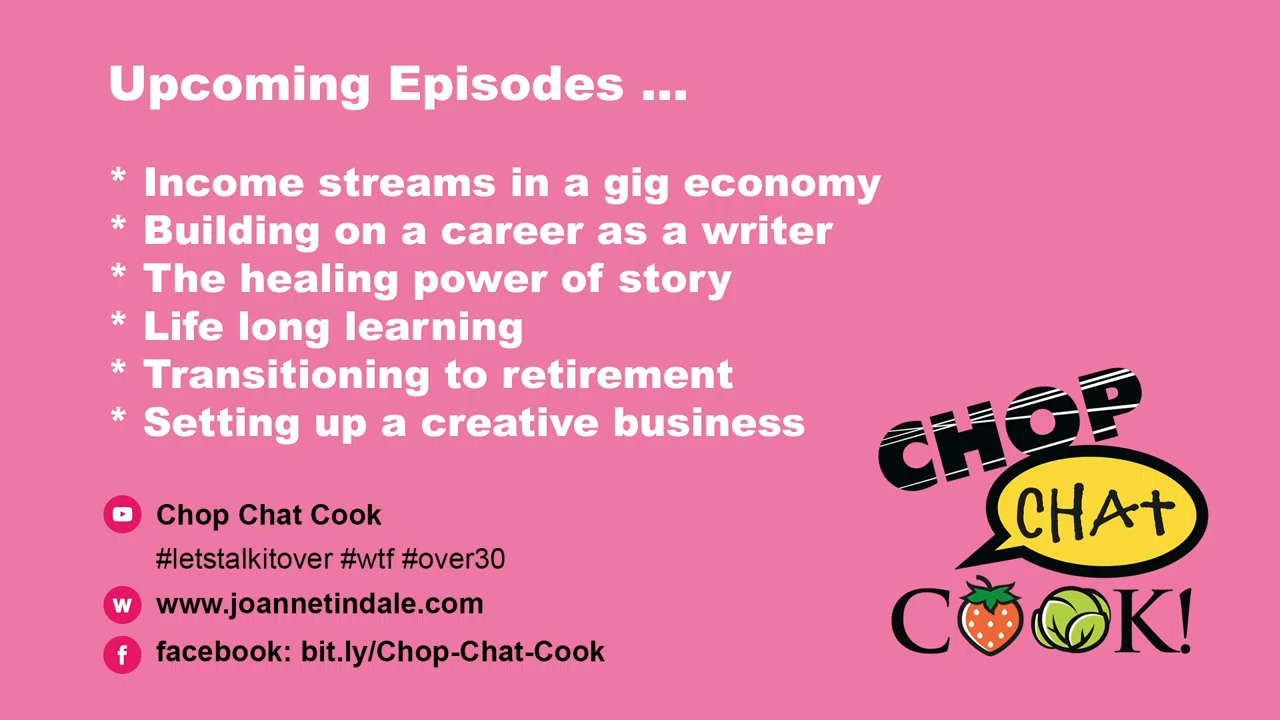 Upcoming Episodes ...
* Income streams in a gig economy
* Building on a career as a writer
* The healing power of story
* Life long learning
* Transitioning to retirement
* Setting up a creative business
Chop Chat Cook
#letstalkitover #wtf #over30
w www.joannetindale.com
f facebook: bit.ly/Chop-Chat-Cook
CHOP
CHAt
COOK!